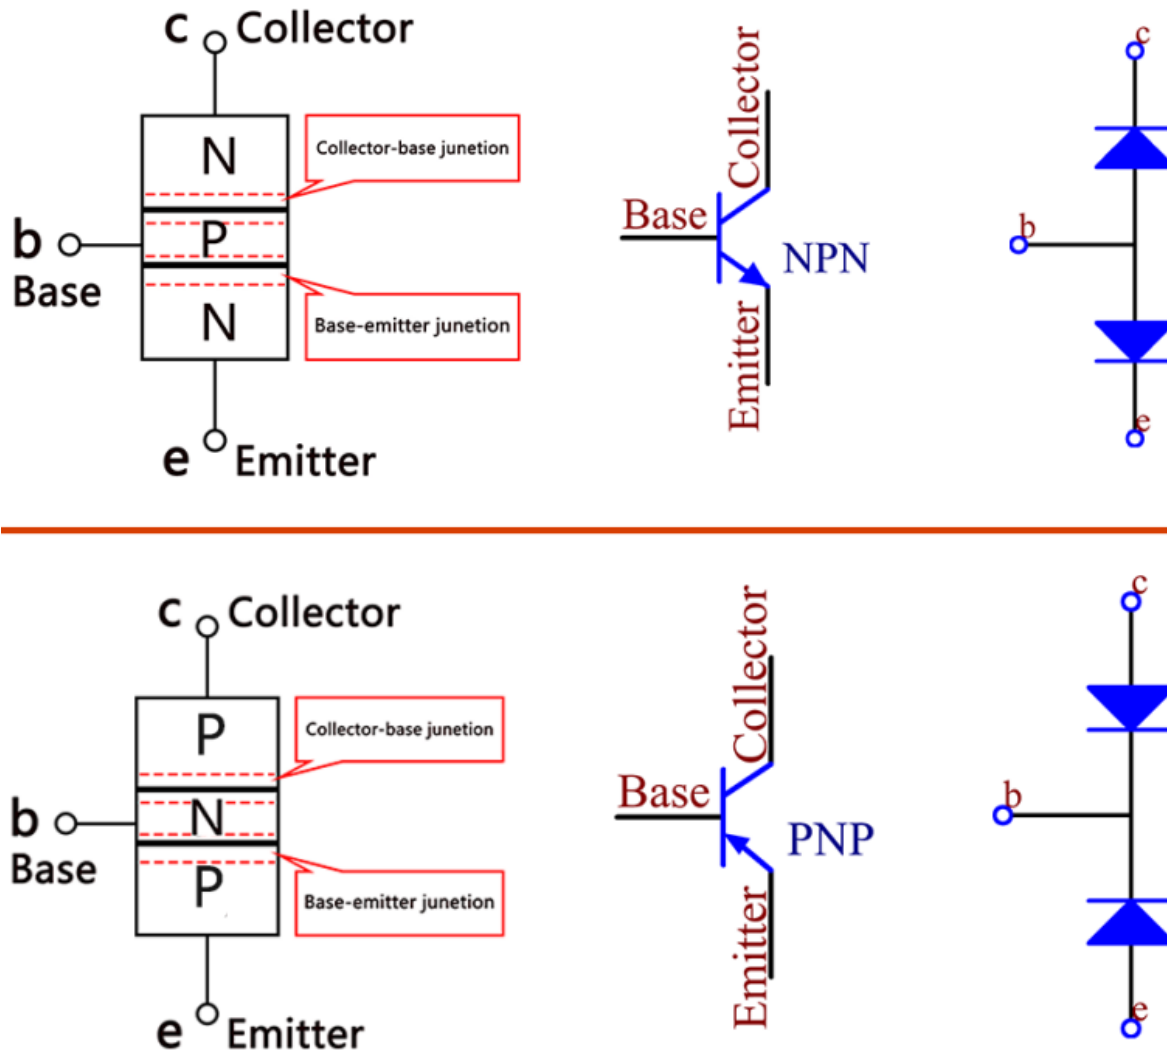 c Collector
N
Collector-base junetion
b
P
Base
N
Base-emitter junetion
e Emitter
Collector
Base
NPN
Emitter
c
b
e
c Collector
P
Collector-base junetion
b
N
Base
P
Base-emitter junetion
e Emitter
Collector
Base
PNP
Emitter
c
b
e